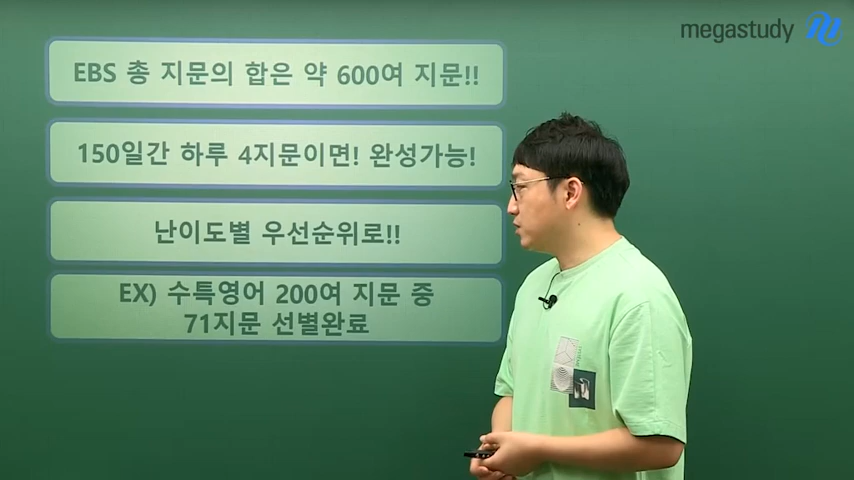 megastudy
EBS 총 지문의 합은 약 600여 지문!!
150일간 하루 4지문이면! 완성가능!
난이도별 우선순위로!!
EX) 수특영어 200여 지문 중
71지문 선별완료